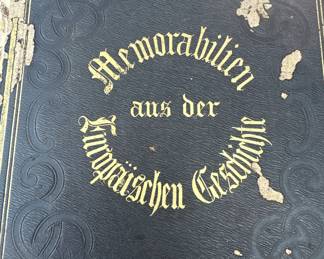 Memorabilien
aus der
Europäischen Geschichte